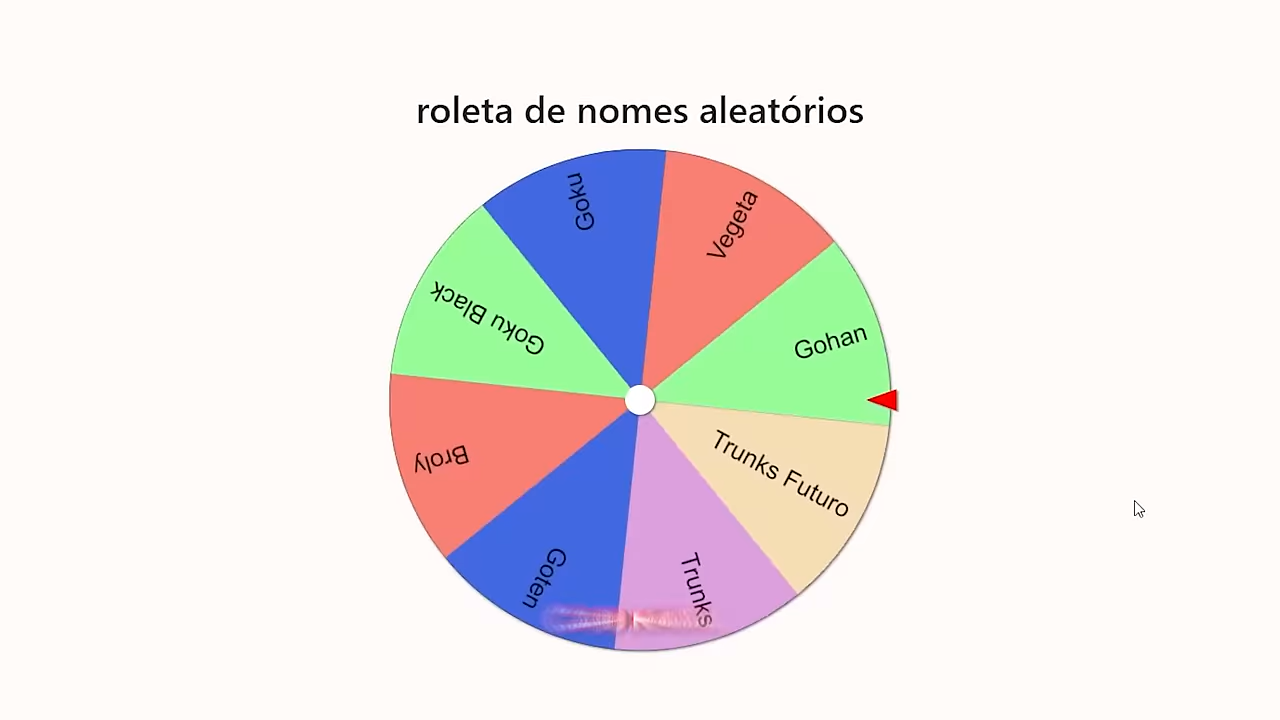 roleta de nomes aleatórios
Goku
Vegeta
Gohan
Trunks Futuro
Trunks
Goten
Broly
Goku Black